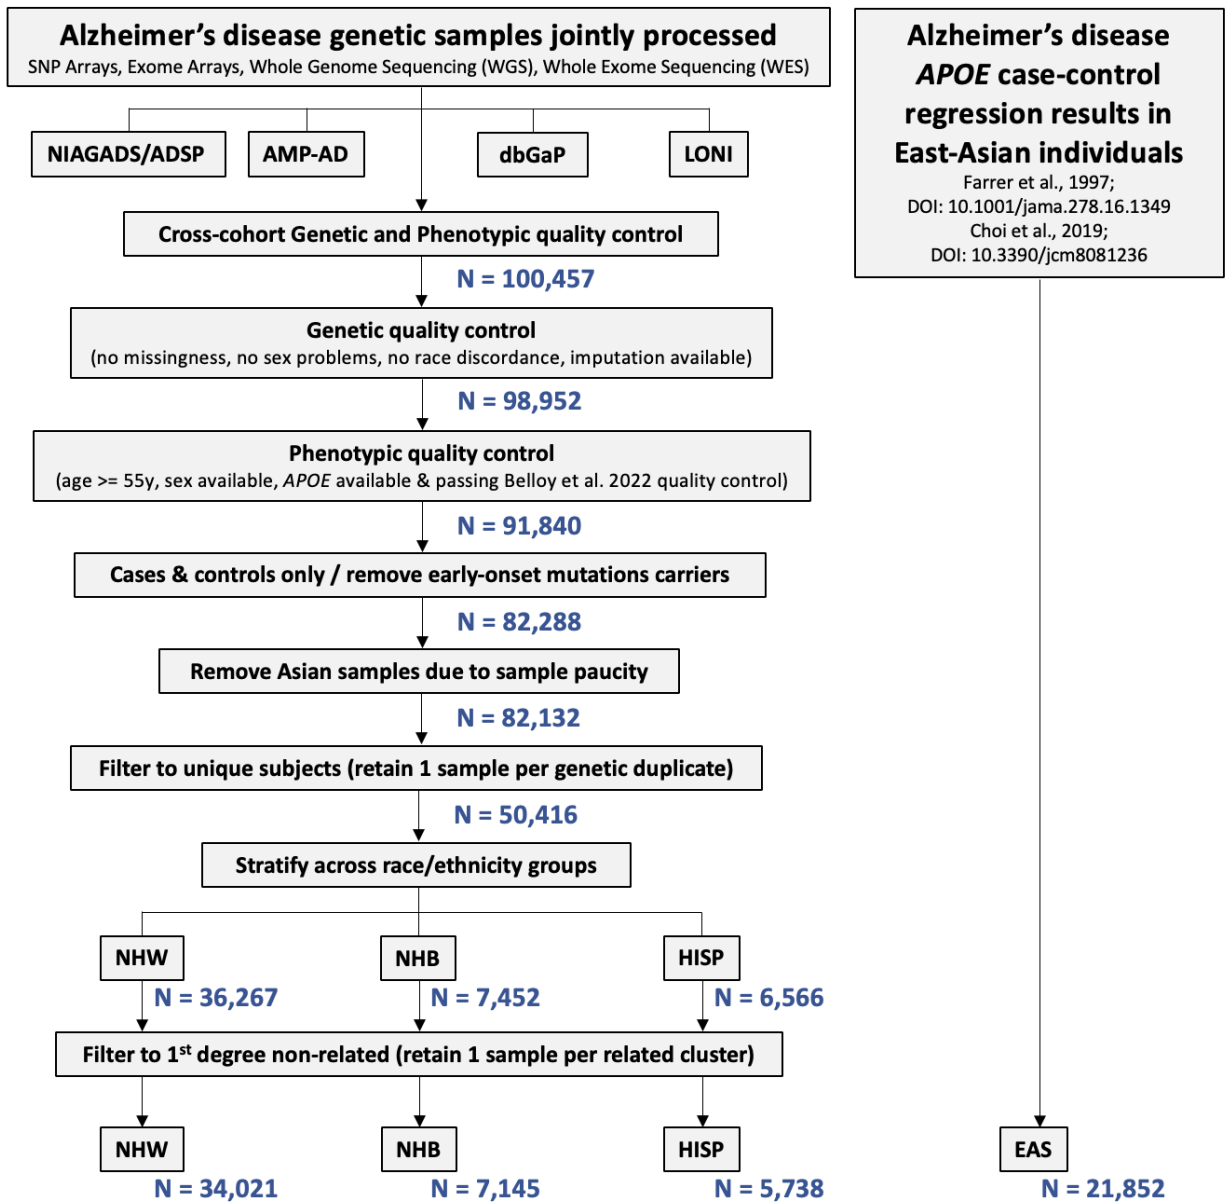 Alzheimer’s disease genetic samples jointly processed
SNP Arrays, Exome Arrays, Whole Genome Sequencing (WGS), Whole Exome Sequencing (WES)
NIAGADS/ADSP
AMP-AD
dbGaP
LONI
Cross-cohort Genetic and Phenotypic quality control
N = 100,457
Genetic quality control
(no missingness, no sex problems, no race discordance, imputation available)
N = 98,952
Phenotypic quality control
(age >= 55y, sex available, APOE available & passing Belloy et al. 2022 quality control)
N = 91,840
Cases & controls only / remove early-onset mutations carriers
N = 82,288
Remove Asian samples due to sample paucity
N = 82,132
Filter to unique subjects (retain 1 sample per genetic duplicate)
N = 50,416
Stratify across race/ethnicity groups
NHW
NHB
HISP
N = 36,267
N = 7,452
N = 6,566
Filter to 1st degree non-related (retain 1 sample per related cluster)
NHW
NHB
HISP
N = 34,021
N = 7,145
N = 5,738
Alzheimer’s disease
APOE case-control
regression results in
East-Asian individuals
Farrer et al., 1997;
DOI: 10.1001/jama.278.16.1349
Choi et al., 2019;
DOI: 10.3390/jcm8081236
EAS
N = 21,852